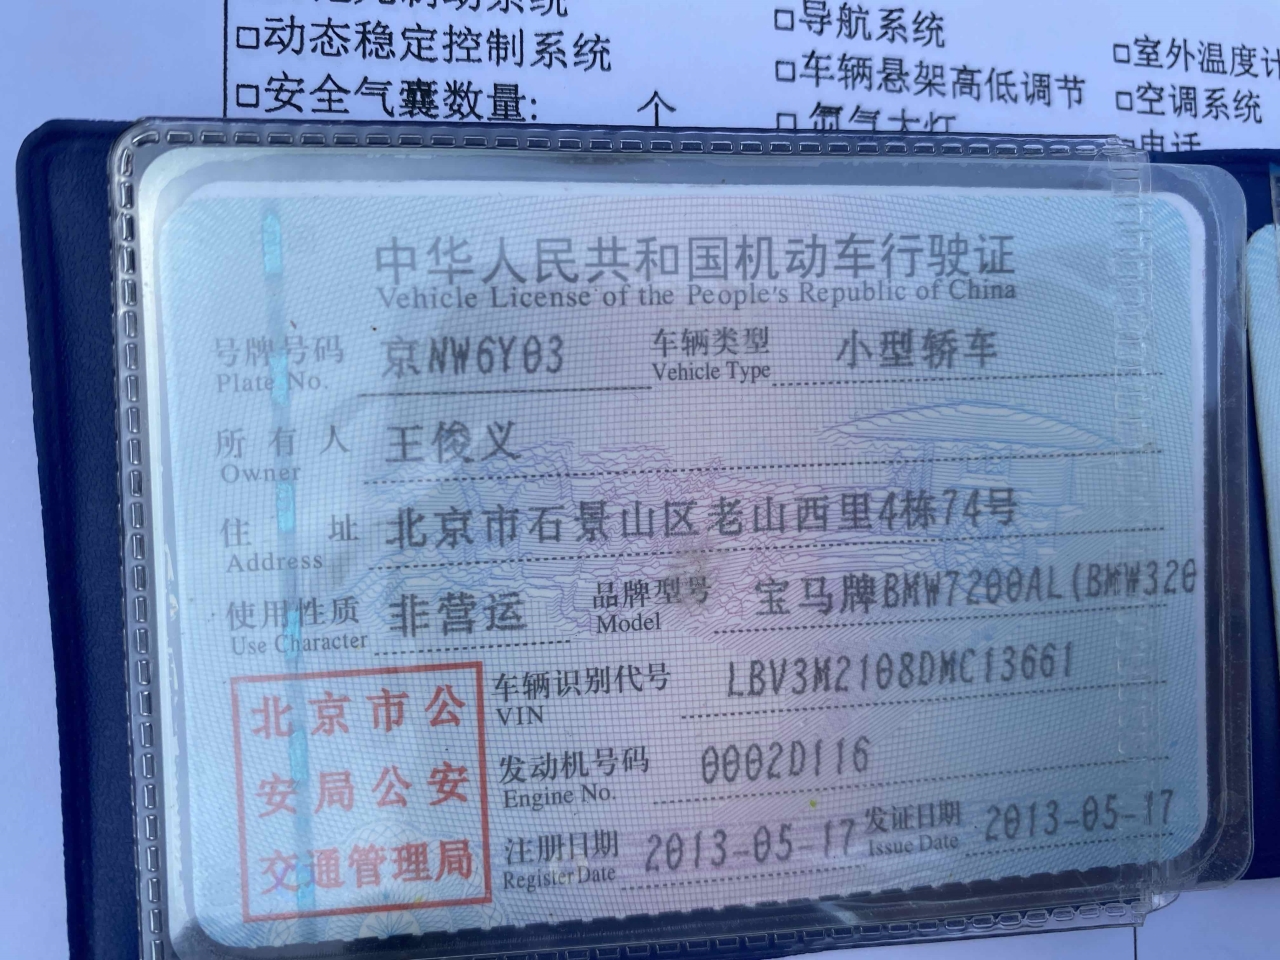 □动态稳定控制系统
□安全气囊数量: 个
□导航系统
□车辆悬架高低调节
□氙气大灯
□室外温度计
□空调系统
□电话
中华人民共和国机动车行驶证
Vehicle License of the People's Republic of China
号牌号码 京NW6Y03 车辆类型 小型轿车
Plate No. Vehicle Type
所有人 王俊义
Owner
住址 北京市石景山区老山西里4栋74号
Address
使用性质 非营运 品牌型号 宝马牌BMW7200AL(BMW320
Use Character Model
车辆识别代号 LBV3M2108DMC13661
VIN
发动机号码 0002D116
Engine No.
注册日期 2013-05-17 发证日期 2013-05-17
Register Date Issue Date
北京市公
安局公安
交通管理局